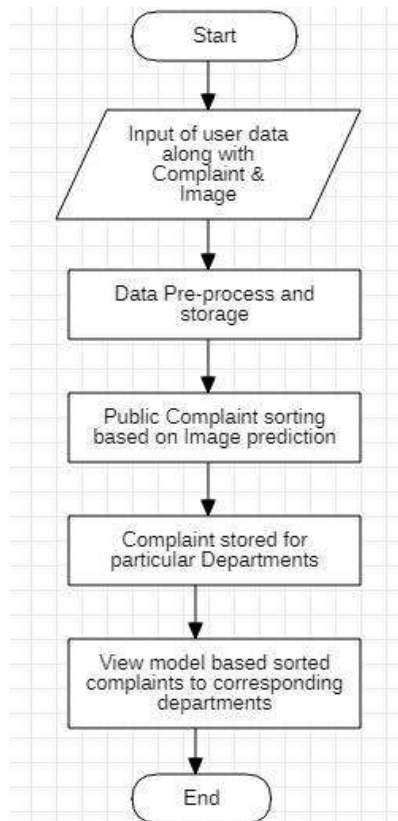 Start
Input of user data
along with
Complaint &
Image
Data Pre-process and
storage
Public Complaint sorting
based on Image prediction
Complaint stored for
particular Departments
View model based sorted
complaints to corresponding
departments
End